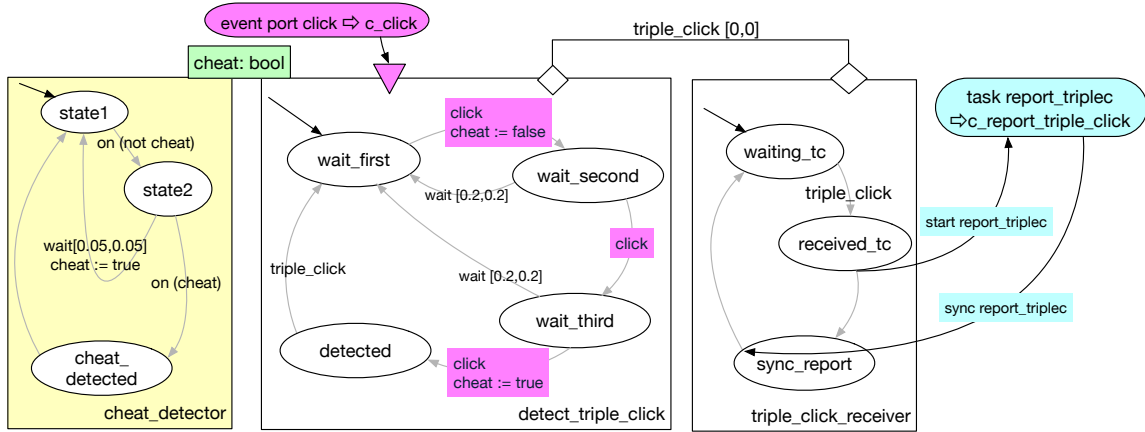 event port click ⇨ c_click
triple_click [0,0]
cheat: bool
state1
on (not cheat)
state2
wait[0.05,0.05]
cheat := true
on (cheat)
cheat_
detected
cheat_detector
click
cheat := false
wait_first
wait_second
wait [0.2,0.2]
click
triple_click
wait [0.2,0.2]
wait_third
detected
click
cheat := true
detect_triple_click
waiting_tc
triple_click
received_tc
sync_report
triple_click_receiver
task report_triplec
⇨c_report_triple_click
start report_triplec
sync report_triplec